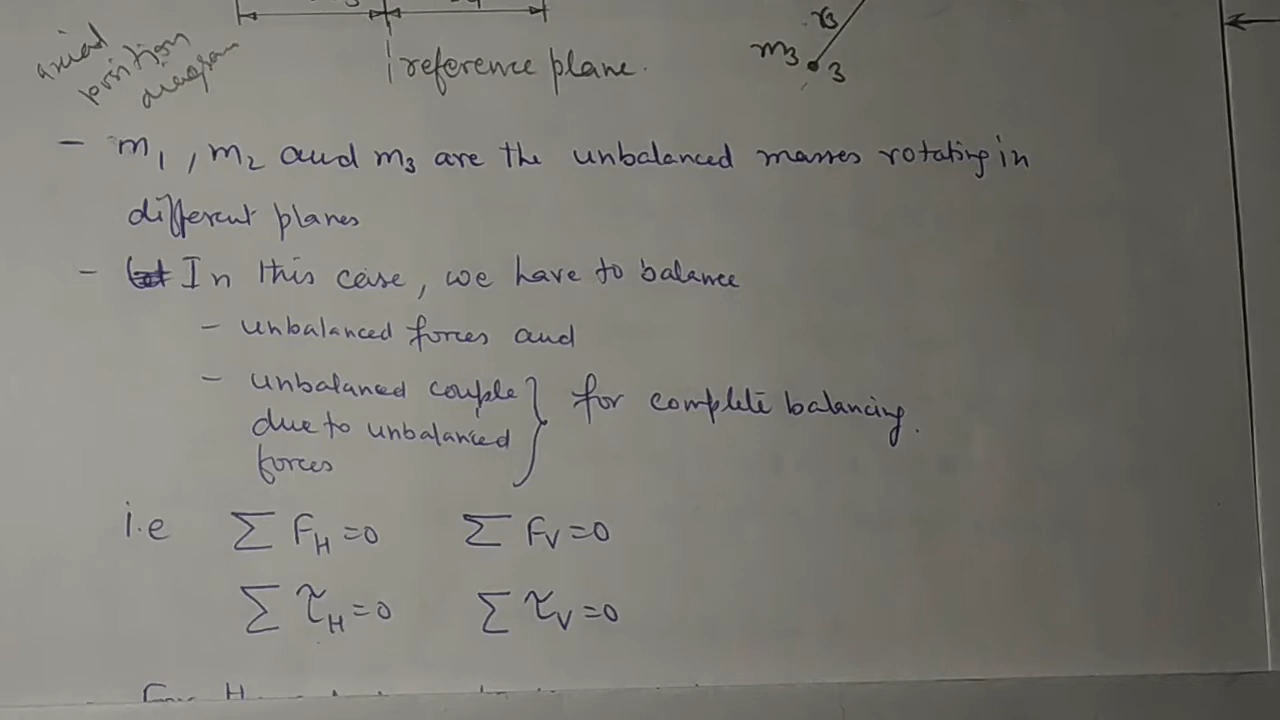 axial
position
diagram
reference plane.
r3
m3
3
- m1, m2 and m3 are the unbalanced masses rotating in
different planes
- In this case, we have to balance
- unbalanced forces and
- unbalanced couple
due to unbalanced
forces
for complete balancing.
i.e ΣFH=0 ΣFV=0
ΣτH=0 ΣτV=0